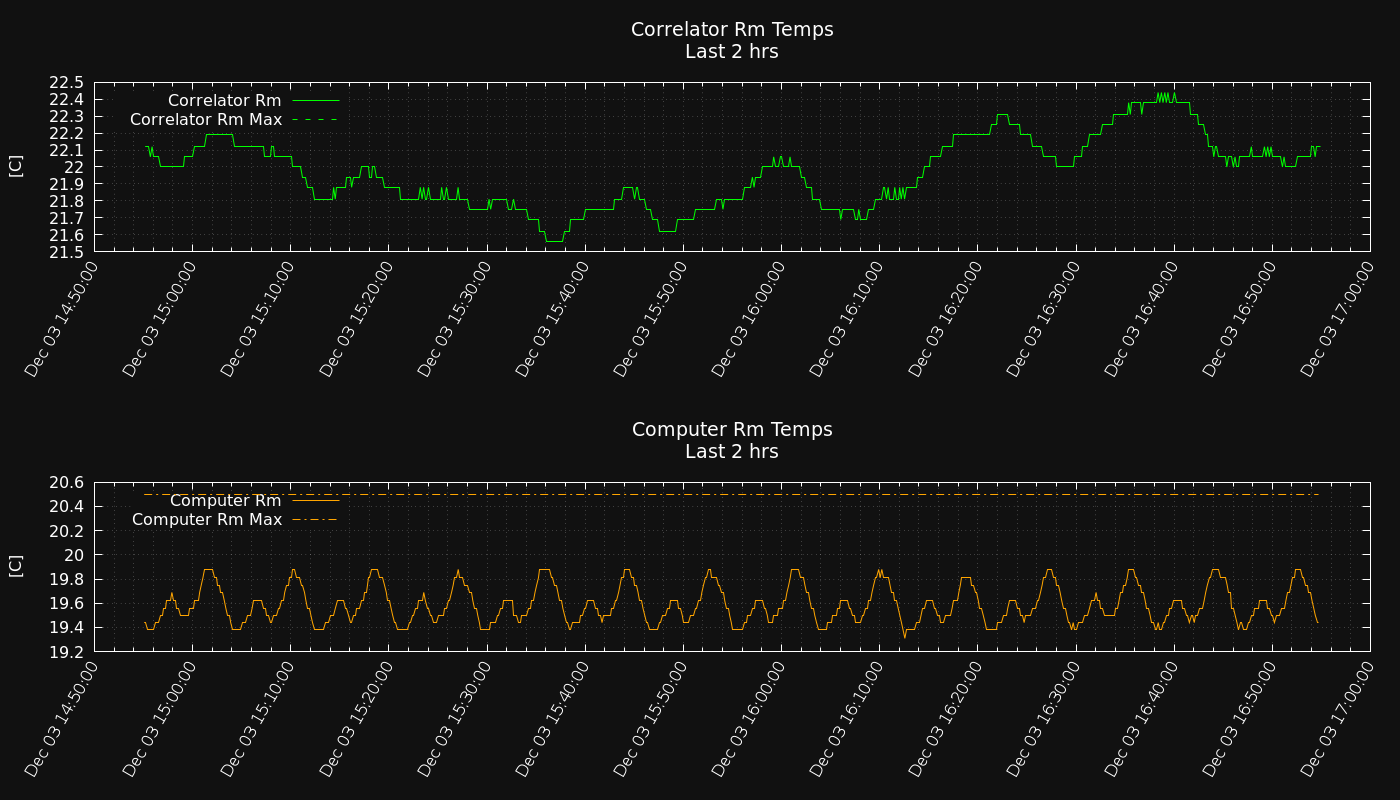 Correlator Rm Temps
Last 2 hrs
[C]
22.5
22.4
22.3
22.2
22.1
22
21.9
21.8
21.7
21.6
21.5
Correlator Rm
Correlator Rm Max
Dec 03 14:50:00
Dec 03 15:00:00
Dec 03 15:10:00
Dec 03 15:20:00
Dec 03 15:30:00
Dec 03 15:40:00
Dec 03 15:50:00
Dec 03 16:00:00
Dec 03 16:10:00
Dec 03 16:20:00
Dec 03 16:30:00
Dec 03 16:40:00
Dec 03 16:50:00
Dec 03 17:00:00
Computer Rm Temps
Last 2 hrs
[C]
20.6
20.4
20.2
20
19.8
19.6
19.4
19.2
Computer Rm
Computer Rm Max
Dec 03 14:50:00
Dec 03 15:00:00
Dec 03 15:10:00
Dec 03 15:20:00
Dec 03 15:30:00
Dec 03 15:40:00
Dec 03 15:50:00
Dec 03 16:00:00
Dec 03 16:10:00
Dec 03 16:20:00
Dec 03 16:30:00
Dec 03 16:40:00
Dec 03 16:50:00
Dec 03 17:00:00